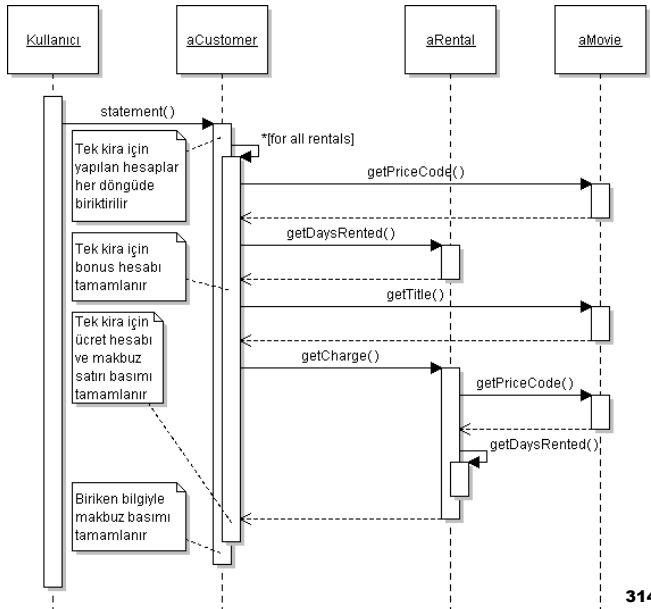 Kullanıcı
aCustomer
aRental
aMovie
statement()
*[for all rentals]
Tek kira için
yapılan hesaplar
her döngüde
biriktirilir
getPriceCode()
getDaysRented()
Tek kira için
bonus hesabı
tamamlanır
getTitle()
Tek kira için
ücret hesabı
ve makbuz
satırı basımı
tamamlanır
getCharge()
getPriceCode()
getDaysRented()
Biriken bilgiyle
makbuz basımı
tamamlanır
314